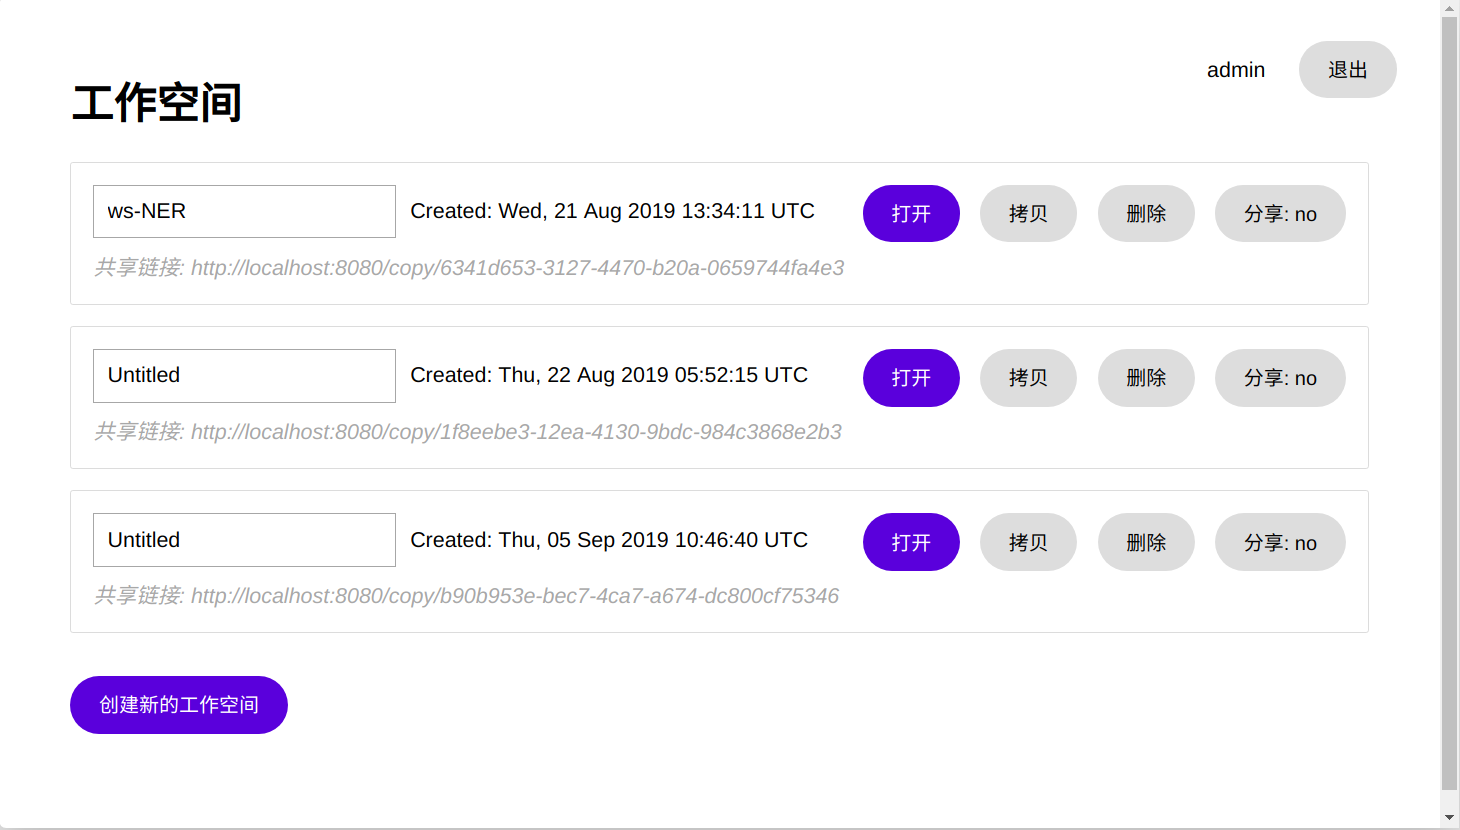 admin
退出
工作空间
ws-NER
Created: Wed, 21 Aug 2019 13:34:11 UTC
打开
拷贝
删除
分享: no
共享链接: http://localhost:8080/copy/6341d653-3127-4470-b20a-0659744fa4e3
Untitled
Created: Thu, 22 Aug 2019 05:52:15 UTC
打开
拷贝
删除
分享: no
共享链接: http://localhost:8080/copy/1f8eebe3-12ea-4130-9bdc-984c3868e2b3
Untitled
Created: Thu, 05 Sep 2019 10:46:40 UTC
打开
拷贝
删除
分享: no
共享链接: http://localhost:8080/copy/b90b953e-bec7-4ca7-a674-dc800cf75346
创建新的工作空间